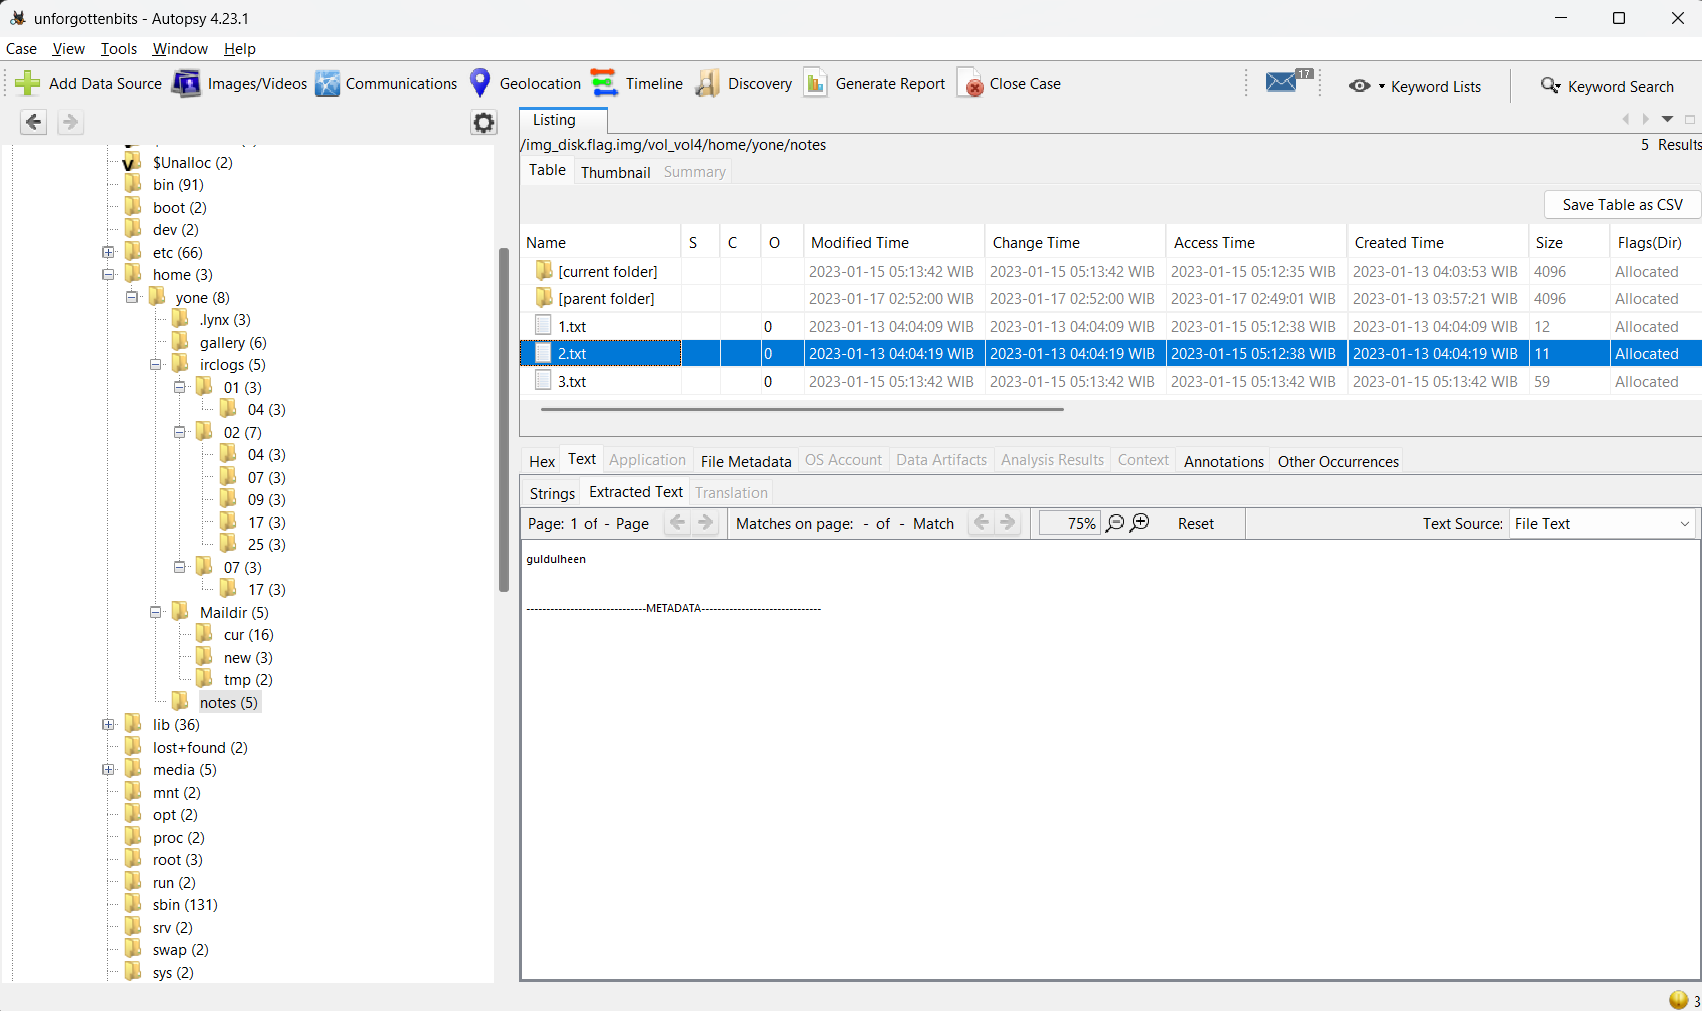 unforgottenbits - Autopsy 4.23.1
Case View Tools Window Help
Add Data Source Images/Videos Communications Geolocation Timeline Discovery Generate Report Close Case 17 Keyword Lists Keyword Search
Listing
/img_disk.flag.img/vol_vol4/home/yone/notes 5 Results
Table Thumbnail Summary
Save Table as CSV
Name S C O Modified Time Change Time Access Time Created Time Size Flags(Dir)
[current folder] 2023-01-15 05:13:42 WIB 2023-01-15 05:13:42 WIB 2023-01-15 05:12:35 WIB 2023-01-13 04:03:53 WIB 4096 Allocated
[parent folder] 2023-01-17 02:52:00 WIB 2023-01-17 02:52:00 WIB 2023-01-17 02:49:01 WIB 2023-01-13 03:57:21 WIB 4096 Allocated
1.txt 0 2023-01-13 04:04:09 WIB 2023-01-13 04:04:09 WIB 2023-01-15 05:12:38 WIB 2023-01-13 04:04:09 WIB 12 Allocated
2.txt 0 2023-01-13 04:04:19 WIB 2023-01-13 04:04:19 WIB 2023-01-15 05:12:38 WIB 2023-01-13 04:04:19 WIB 11 Allocated
3.txt 0 2023-01-15 05:13:42 WIB 2023-01-15 05:13:42 WIB 2023-01-15 05:13:42 WIB 2023-01-15 05:13:42 WIB 59 Allocated
Hex Text Application File Metadata OS Account Data Artifacts Analysis Results Context Annotations Other Occurrences
Strings Extracted Text Translation
Page: 1 of - Page Matches on page: - of - Match 75% Reset Text Source: File Text
guldulheen
------------------------------METADATA------------------------------
$Unalloc (2)
bin (91)
boot (2)
dev (2)
etc (66)
home (3)
yone (8)
.lynx (3)
gallery (6)
irclogs (5)
01 (3)
04 (3)
02 (7)
04 (3)
07 (3)
09 (3)
17 (3)
25 (3)
07 (3)
17 (3)
Maildir (5)
cur (16)
new (3)
tmp (2)
notes (5)
lib (36)
lost+found (2)
media (5)
mnt (2)
opt (2)
proc (2)
root (3)
run (2)
sbin (131)
srv (2)
swap (2)
sys (2)
3